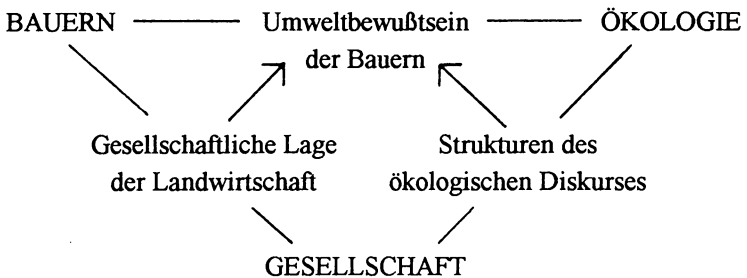 BAUERN Umweltbewußtsein ÖKOLOGIE
der Bauern
Gesellschaftliche Lage Strukturen des
der Landwirtschaft ökologischen Diskurses
GESELLSCHAFT